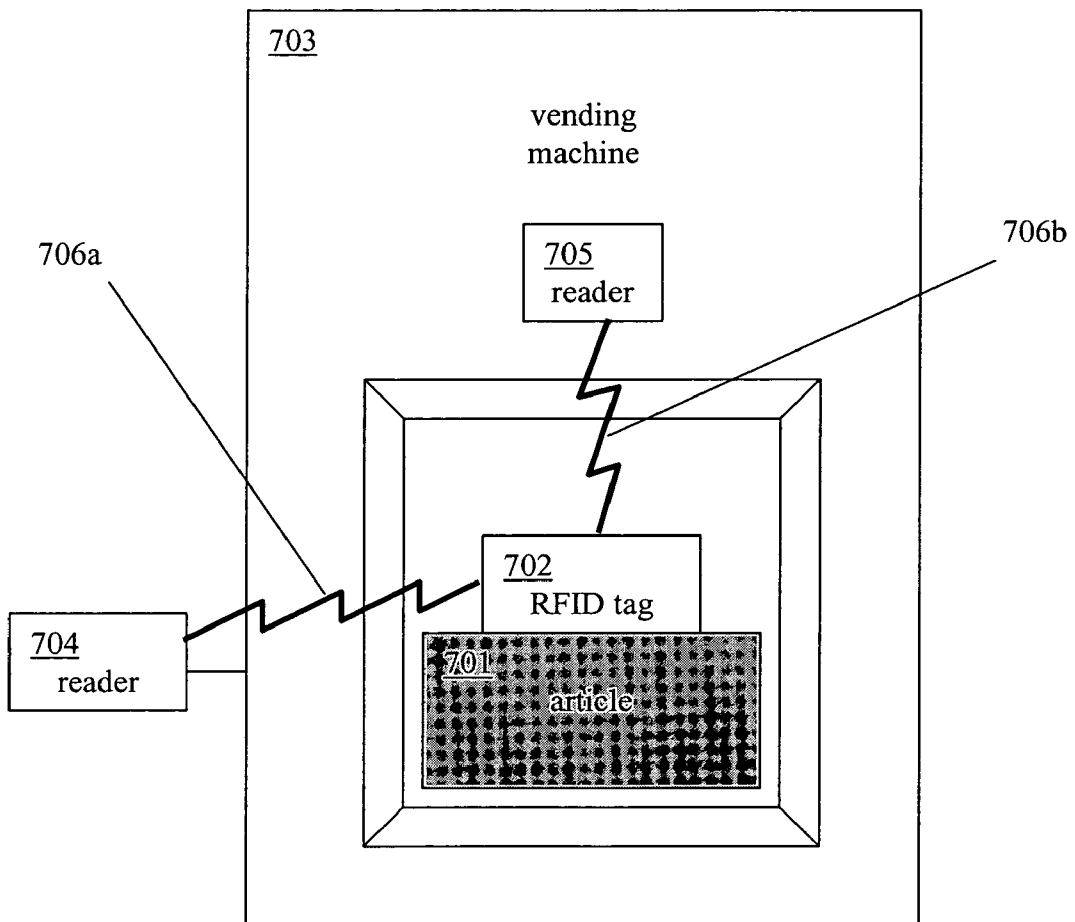 703
vending
machine
706a
706b
705
reader
702
RFID tag
704
reader
701
article